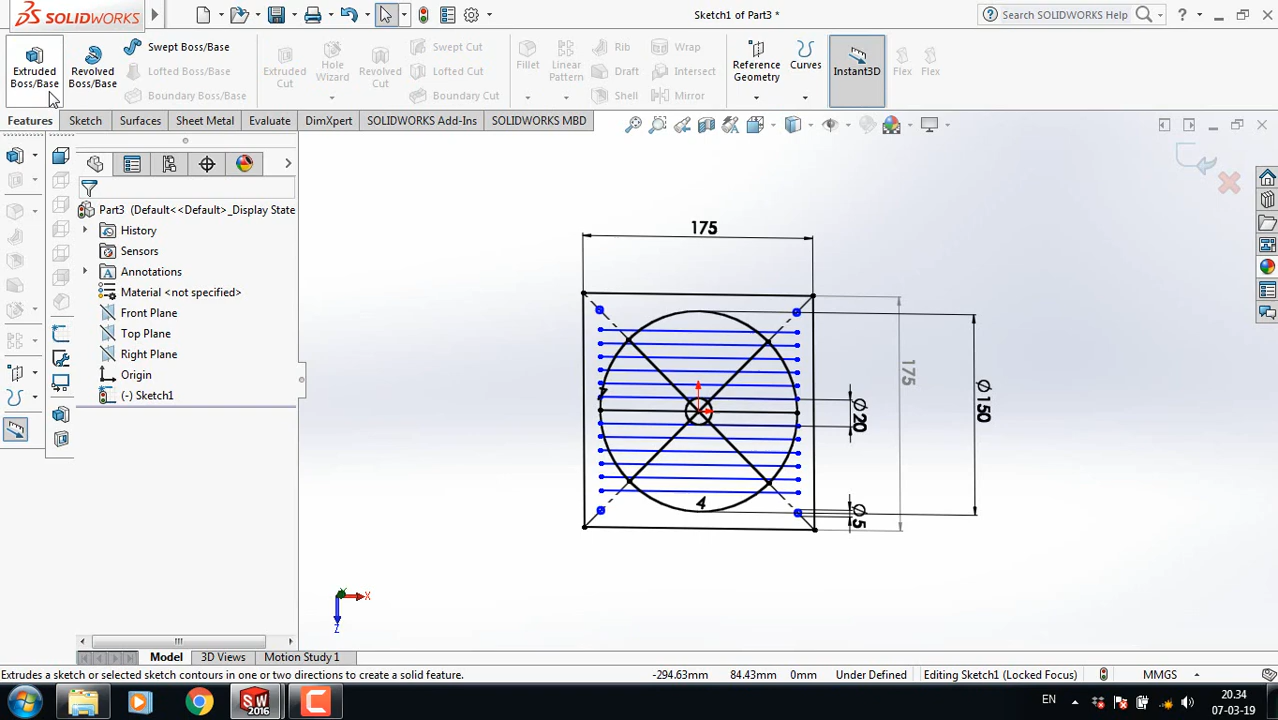 SOLIDWORKS
Sketch1 of Part3 *
Search SOLIDWORKS Help
?
Extruded
Boss/Base
Revolved
Boss/Base
Swept Boss/Base
Lofted Boss/Base
Boundary Boss/Base
Extruded
Cut
Hole
Wizard
Revolved
Cut
Swept Cut
Lofted Cut
Boundary Cut
Fillet
Linear
Pattern
Rib
Draft
Shell
Wrap
Intersect
Mirror
Reference
Geometry
Curves
Instant3D
Flex
Flex
Features
Sketch
Surfaces
Sheet Metal
Evaluate
DimXpert
SOLIDWORKS Add-Ins
SOLIDWORKS MBD
Part3 (Default<<Default>_Display State
History
Sensors
Annotations
Material <not specified>
Front Plane
Top Plane
Right Plane
Origin
(-) Sketch1
175
175
Ø150
Ø20
Ø5
7
4
X
Y
Z
Model
3D Views
Motion Study 1
Extrudes a sketch or selected sketch contours in one or two directions to create a solid feature.
-294.63mm
84.43mm
0mm
Under Defined
Editing Sketch1 (Locked Focus)
MMGS
SW
2016
EN
20.34
07-03-19